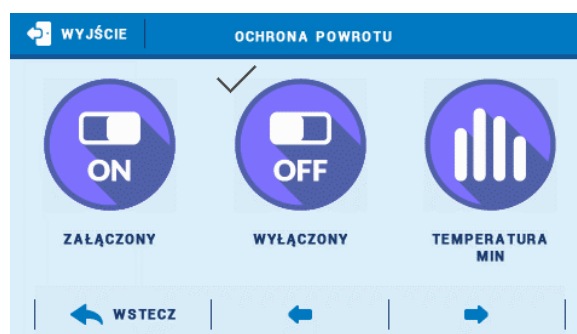 WYJŚCIE
OCHRONA POWROTU
ON
OFF
ZAŁĄCZONY
WYŁĄCZONY
TEMPERATURA
MIN
WSTECZ